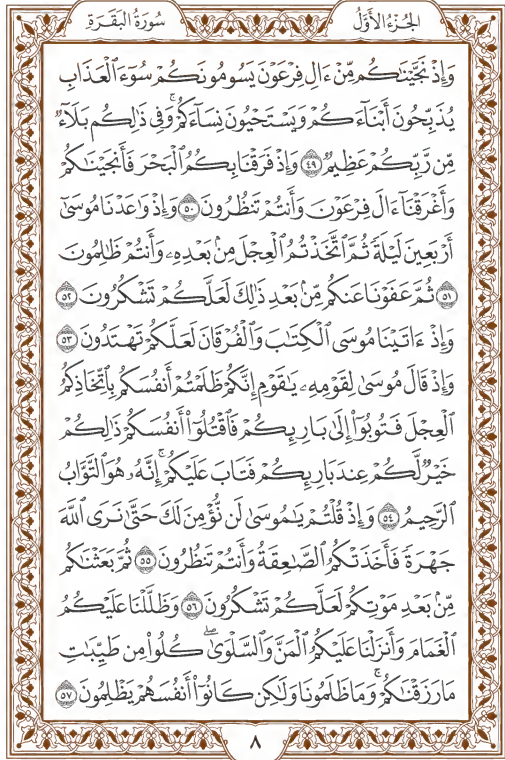 الجُزْءُ الأَوَّلُ
سُورَةُ البَقَرَةِ
وَإِذْ نَجَّيْنَٰكُم مِّنْ ءَالِ فِرْعَوْنَ يَسُومُونَكُمْ سُوٓءَ ٱلْعَذَابِ
يُذَبِّحُونَ أَبْنَآءَكُمْ وَيَسْتَحْيُونَ نِسَآءَكُمْ ۚ وَفِى ذَٰلِكُم بَلَآءٌ
مِّن رَّبِّكُمْ عَظِيمٌ ٤٩ وَإِذْ فَرَقْنَا بِكُمُ ٱلْبَحْرَ فَأَنجَيْنَٰكُمْ
وَأَغْرَقْنَآ ءَالَ فِرْعَوْنَ وَأَنتُمْ تَنظُرُونَ ٥٠ وَإِذْ وَٰعَدْنَا مُوسَىٰٓ
أَرْبَعِينَ لَيْلَةً ثُمَّ ٱتَّخَذْتُمُ ٱلْعِجْلَ مِنۢ بَعْدِهِۦ وَأَنتُمْ ظَٰلِمُونَ
٥١ ثُمَّ عَفَوْنَا عَنكُم مِّنۢ بَعْدِ ذَٰلِكَ لَعَلَّكُمْ تَشْكُرُونَ ٥٢
وَإِذْ ءَاتَيْنَا مُوسَى ٱلْكِتَٰبَ وَٱلْفُرْقَانَ لَعَلَّكُمْ تَهْتَدُونَ ٥٣
وَإِذْ قَالَ مُوسَىٰ لِقَوْمِهِۦ يَٰقَوْمِ إِنَّكُمْ ظَلَمْتُمْ أَنفُسَكُم بِٱتِّخَاذِكُمُ
ٱلْعِجْلَ فَتُوبُوٓا۟ إِلَىٰ بَارِئِكُمْ فَٱقْتُلُوٓا۟ أَنفُسَكُمْ ذَٰلِكُمْ
خَيْرٌ لَّكُمْ عِندَ بَارِئِكُمْ فَتَابَ عَلَيْكُمْ ۚ إِنَّهُۥ هُوَ ٱلتَّوَّابُ
ٱلرَّحِيمُ ٥٤ وَإِذْ قُلْتُمْ يَٰمُوسَىٰ لَن نُّؤْمِنَ لَكَ حَتَّىٰ نَرَى ٱللَّهَ
جَهْرَةً فَأَخَذَتْكُمُ ٱلصَّٰعِقَةُ وَأَنتُمْ تَنظُرُونَ ٥٥ ثُمَّ بَعَثْنَٰكُم
مِّنۢ بَعْدِ مَوْتِكُمْ لَعَلَّكُمْ تَشْكُرُونَ ٥٦ وَظَلَّلْنَا عَلَيْكُمُ
ٱلْغَمَامَ وَأَنزَلْنَا عَلَيْكُمُ ٱلْمَنَّ وَٱلسَّلْوَىٰ ۖ كُلُوا۟ مِن طَيِّبَٰتِ
مَا رَزَقْنَٰكُمْ ۚ وَمَا ظَلَمُونَا وَلَٰكِن كَانُوٓا۟ أَنفُسَهُمْ يَظْلِمُونَ ٥٧
٨